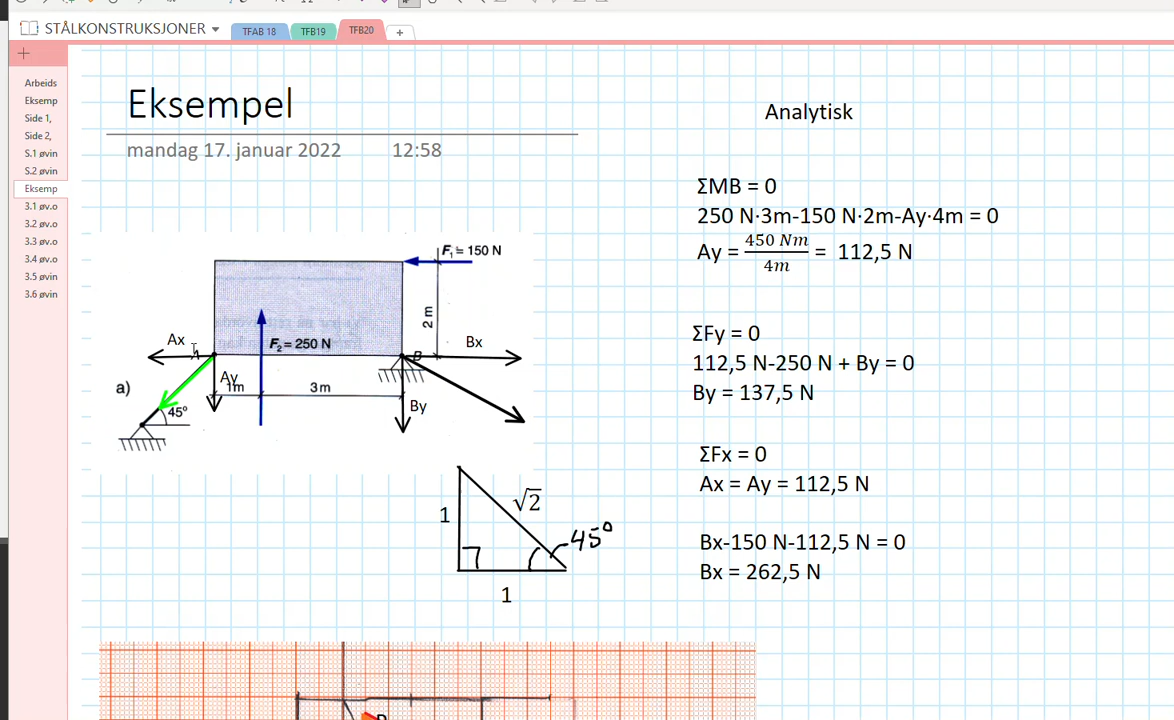 STÅLKONSTRUKSJONER
TFAB 18
TFB19
TFB20
Arbeids
Eksemp
Side 1,
Side 2,
S.1 øvin
S.2 øvin
Eksemp
3.1 øv.o
3.2 øv.o
3.3 øv.o
3.4 øv.o
3.5 øvin
3.6 øvin
Eksempel
mandag 17. januar 2022 12:58
F₁ = 150 N
2 m
Ax
A
F₂ = 250 N
B
Bx
a)
Ay
1m
3m
By
45°
1
√2
45°
1
Analytisk
ΣMB = 0
250 N·3m-150 N·2m-Ay·4m = 0
Ay = 450 Nm/4m = 112,5 N
ΣFy = 0
112,5 N-250 N + By = 0
By = 137,5 N
ΣFx = 0
Ax = Ay = 112,5 N
Bx-150 N-112,5 N = 0
Bx = 262,5 N